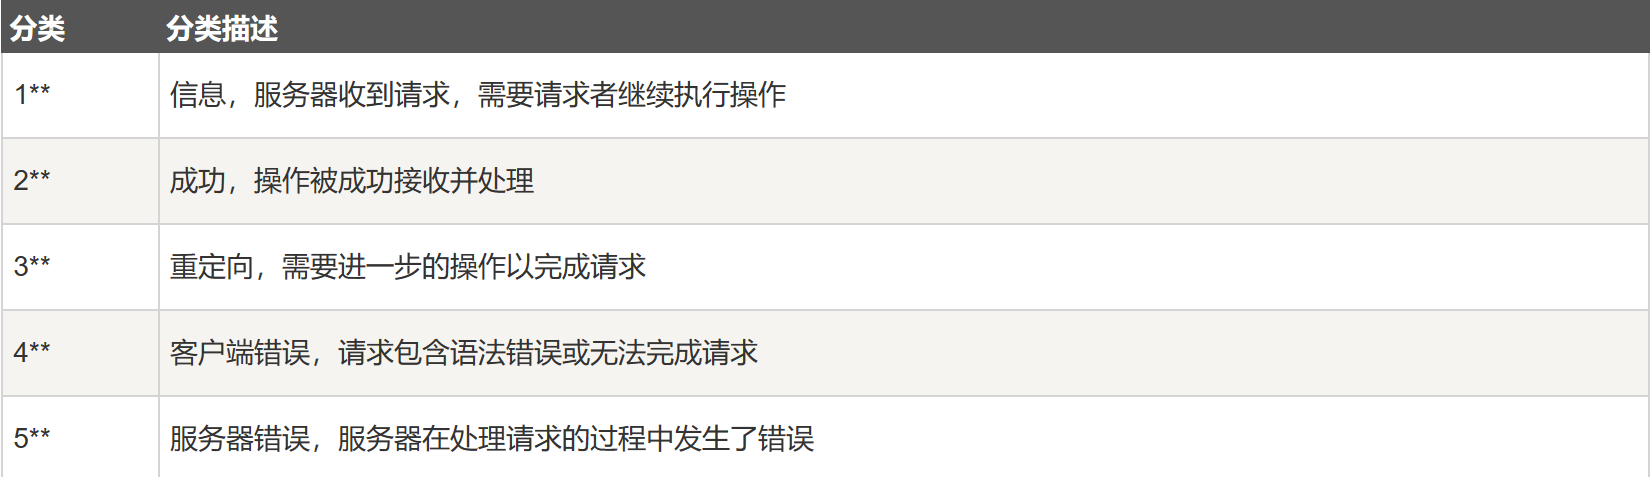 分类 分类描述
1** 信息，服务器收到请求，需要请求者继续执行操作
2** 成功，操作被成功接收并处理
3** 重定向，需要进一步的操作以完成请求
4** 客户端错误，请求包含语法错误或无法完成请求
5** 服务器错误，服务器在处理请求的过程中发生了错误